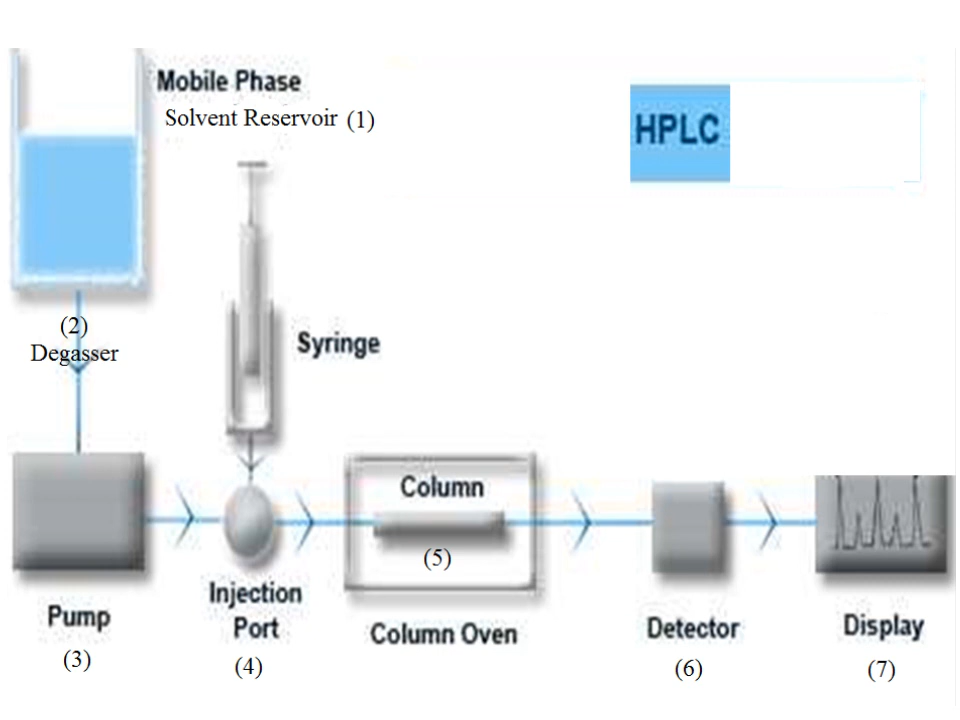 Mobile Phase
Solvent Reservoir (1)
HPLC
(2)
Degasser
Syringe
Column
(5)
Pump
(3)
Injection
Port
(4)
Column Oven
Detector
(6)
Display
(7)